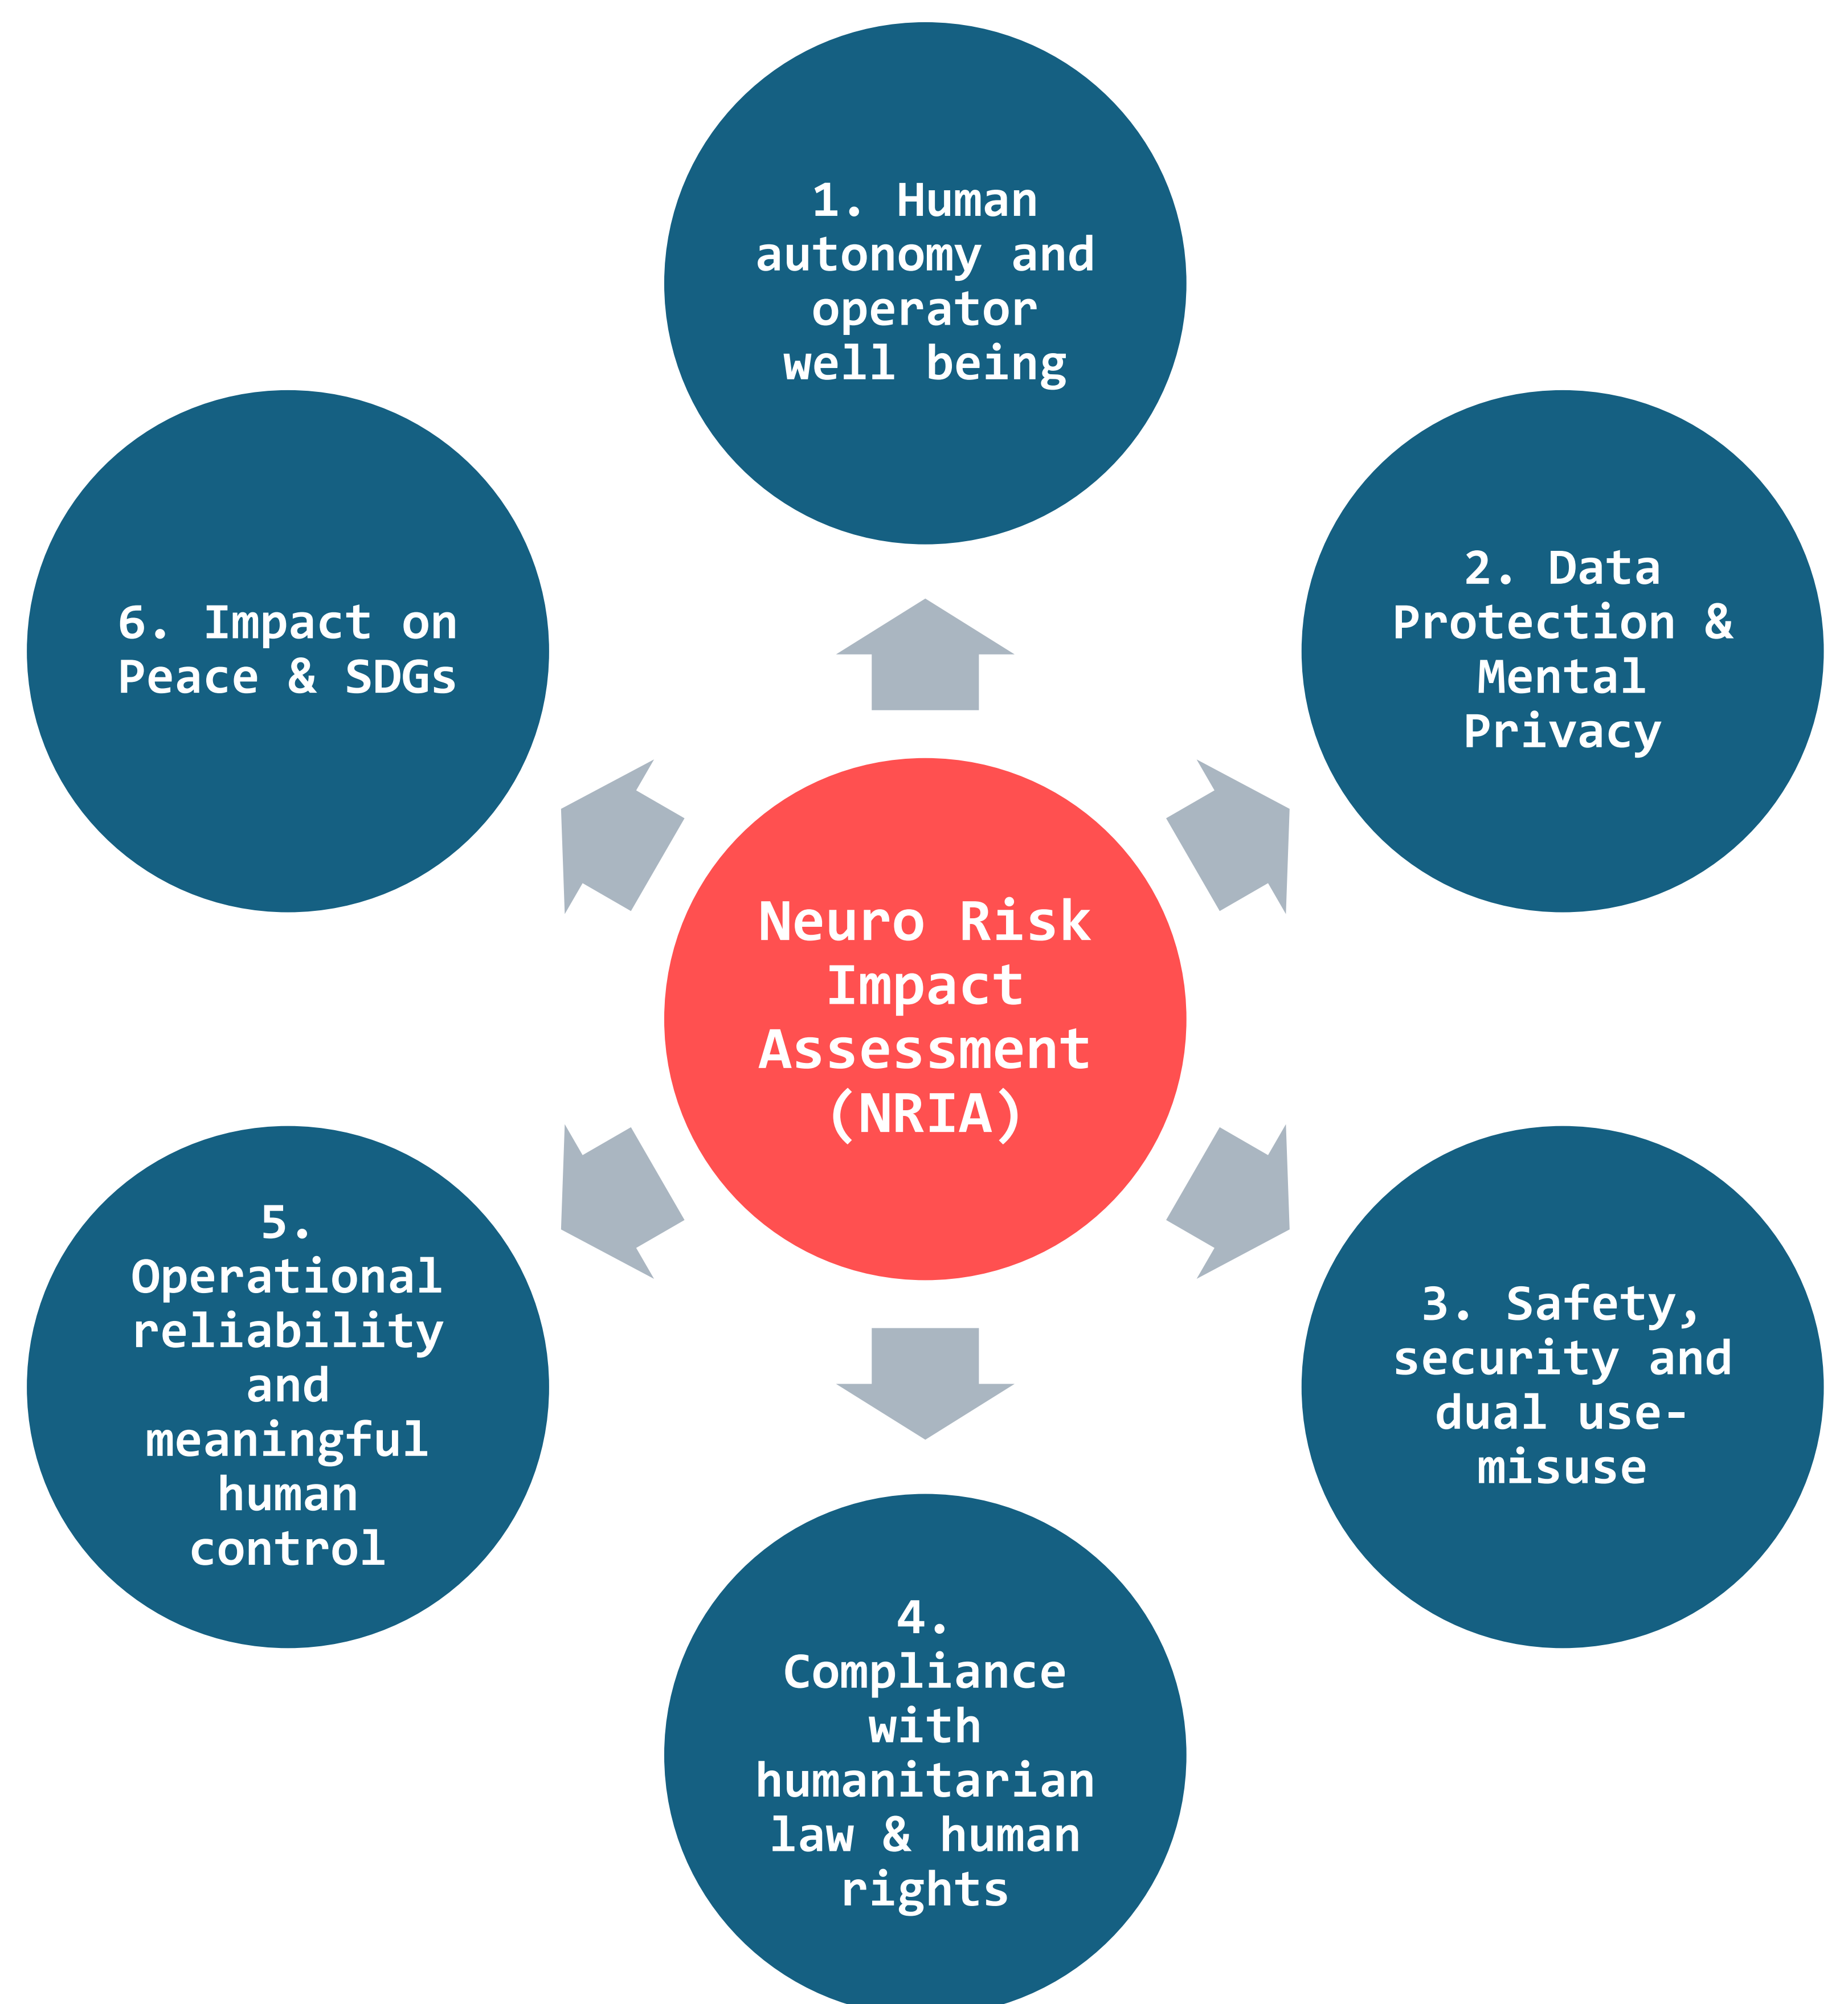 1. Human
autonomy and
operator
well being
2. Data
Protection &
Mental
Privacy
3. Safety,
security and
dual use-
misuse
4.
Compliance
with
humanitarian
law & human
rights
5.
Operational
reliability
and
meaningful
human
control
6. Impact on
Peace & SDGs
Neuro Risk
Impact
Assessment
(NRIA)